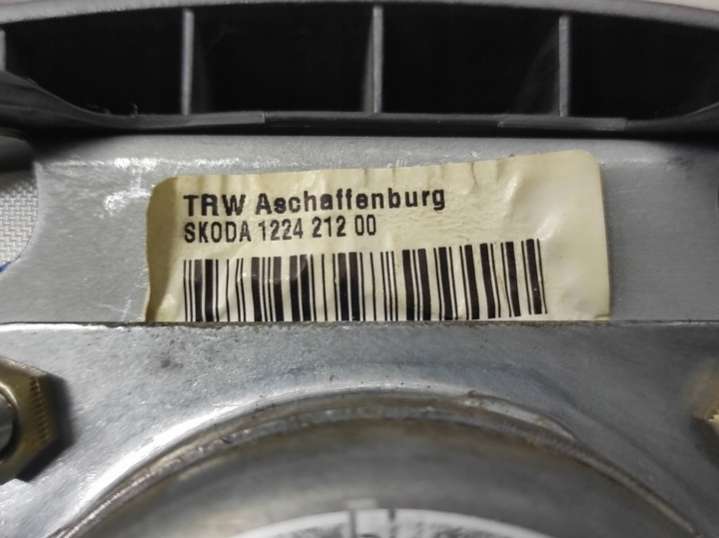 TRW Aschaffenburg
SKODA 1224 212 00